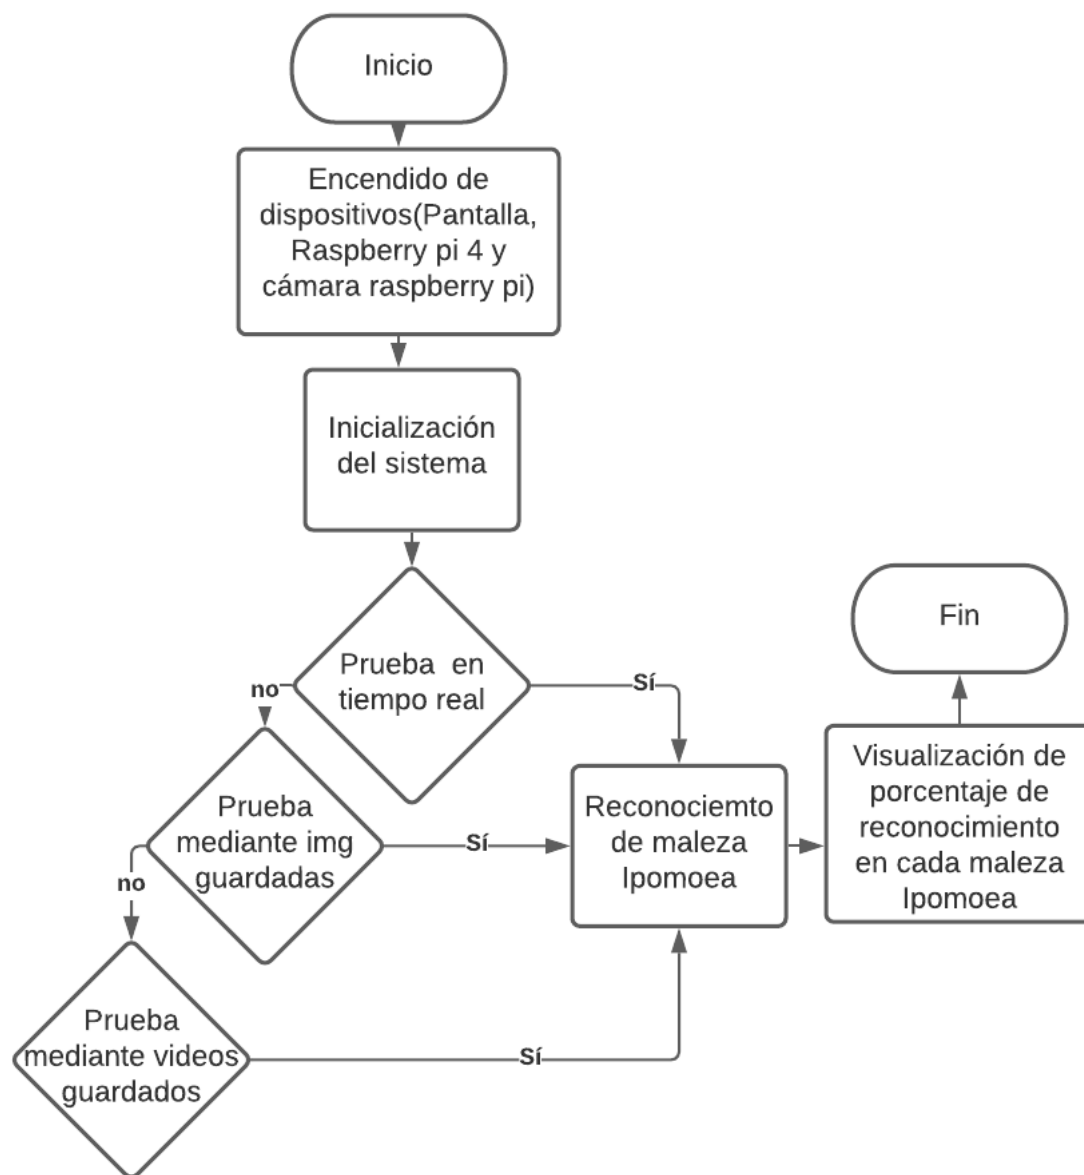 Inicio
Encendido de
dispositivos(Pantalla,
Raspberry pi 4 y
cámara raspberry pi)
Inicialización
del sistema
Prueba en
tiempo real
no
Sí
Prueba
mediante img
guardadas
no
Sí
Prueba
mediante videos
guardados
Sí
Reconociemto
de maleza
Ipomoea
Visualización de
porcentaje de
reconocimiento
en cada maleza
Ipomoea
Fin